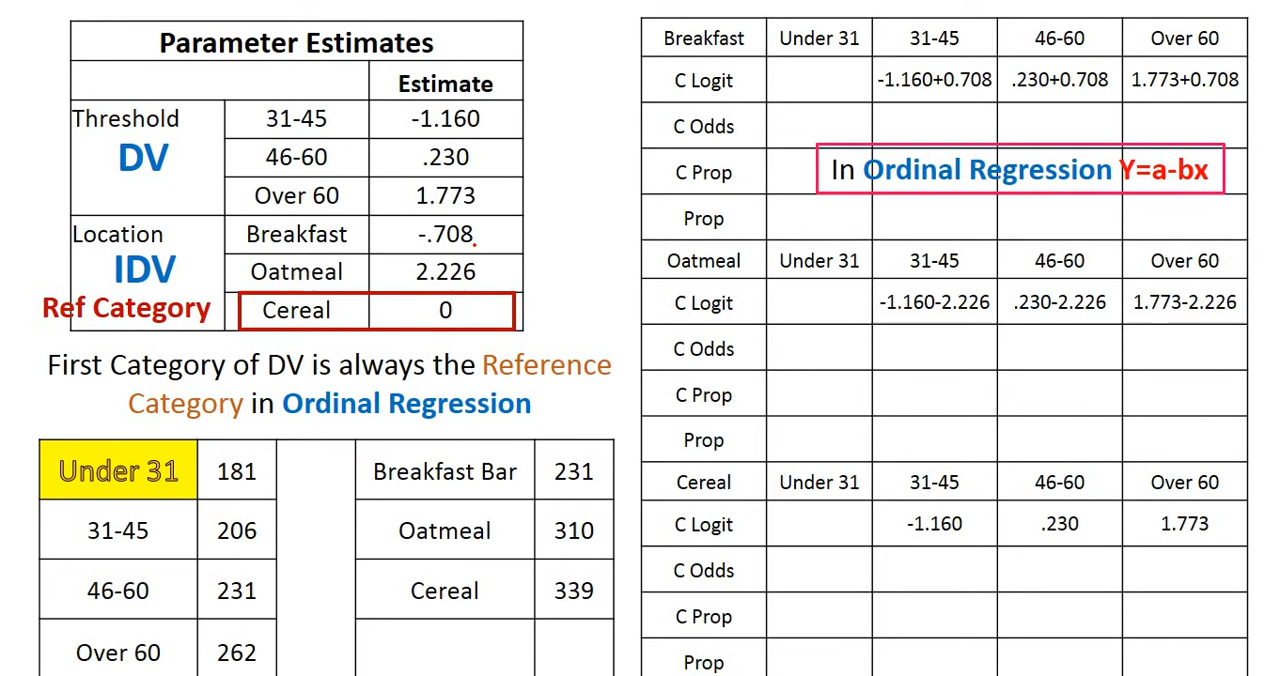 Parameter Estimates
Estimate
Threshold 31-45 -1.160
DV 46-60 .230
Over 60 1.773
Location Breakfast -.708
IDV Oatmeal 2.226
Ref Category Cereal 0
First Category of DV is always the Reference
Category in Ordinal Regression
Under 31 181 Breakfast Bar 231
31-45 206 Oatmeal 310
46-60 231 Cereal 339
Over 60 262
Breakfast Under 31 31-45 46-60 Over 60
C Logit -1.160+0.708 .230+0.708 1.773+0.708
C Odds
C Prop
In Ordinal Regression Y=a-bx
Prop
Oatmeal Under 31 31-45 46-60 Over 60
C Logit -1.160-2.226 .230-2.226 1.773-2.226
C Odds
C Prop
Prop
Cereal Under 31 31-45 46-60 Over 60
C Logit -1.160 .230 1.773
C Odds
C Prop
Prop